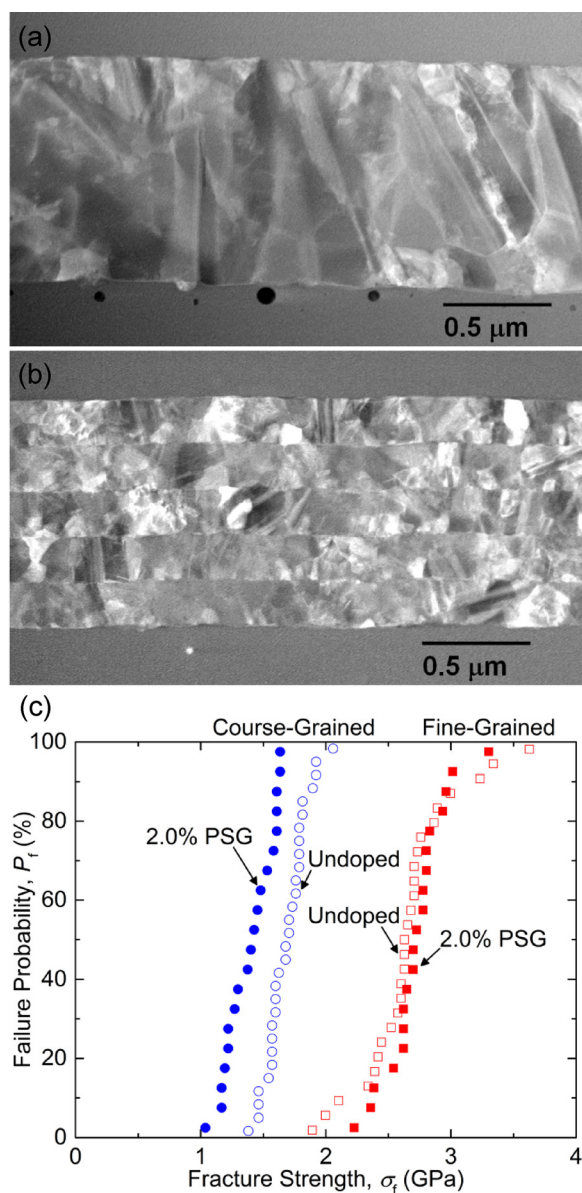 (a)
0.5 μm
(b)
0.5 μm
(c)
Course-Grained Fine-Grained
100
80
60
40
20
0
2.0% PSG
Undoped
Undoped
2.0% PSG
Failure Probability, Pf (%)
0 1 2 3 4
Fracture Strength, σf (GPa)